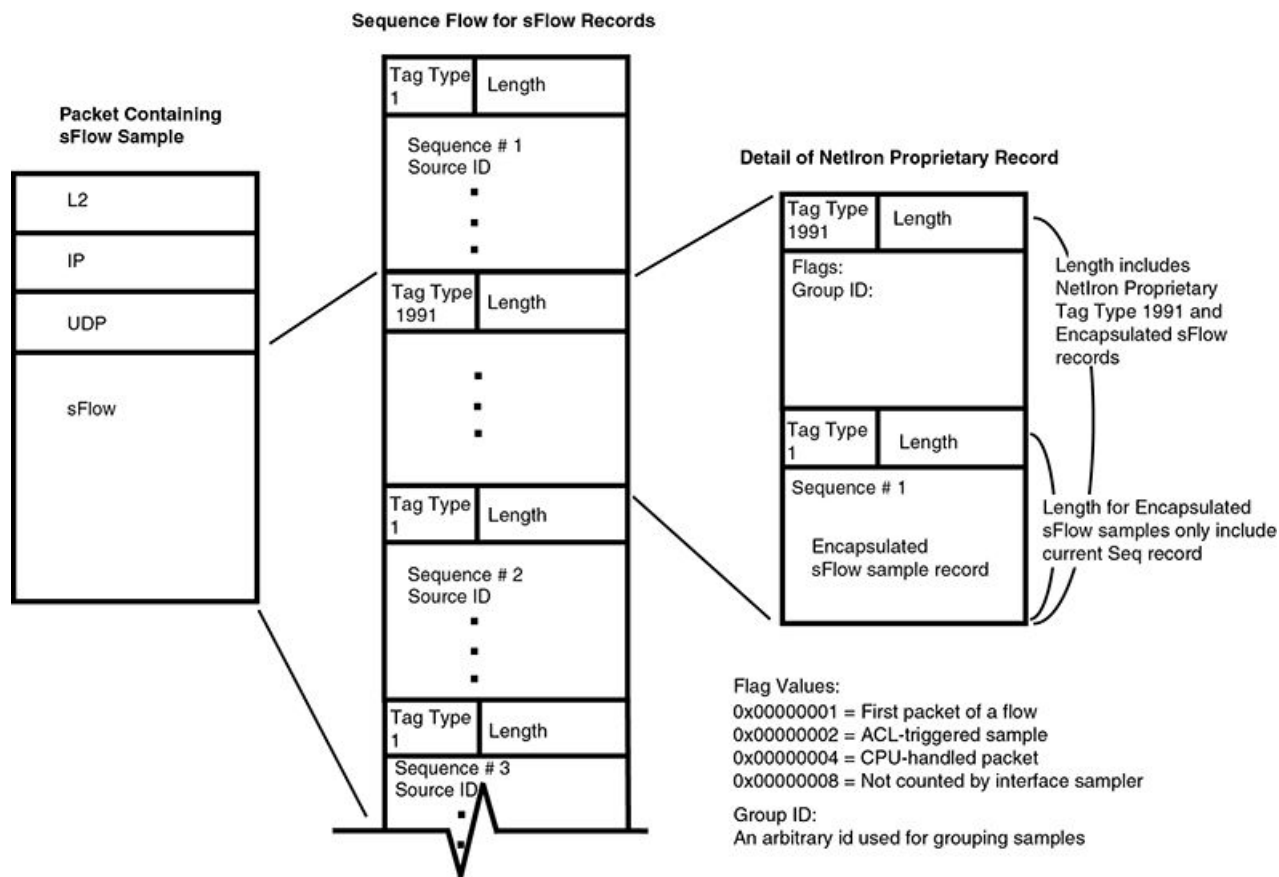 Sequence Flow for sFlow Records
Packet Containing
sFlow Sample
L2
IP
UDP
sFlow
Tag Type
1
Length
Sequence # 1
Source ID
Tag Type
1991
Length
Tag Type
1
Length
Sequence # 2
Source ID
Tag Type
1
Length
Sequence # 3
Source ID
Detail of NetIron Proprietary Record
Tag Type
1991
Length
Flags:
Group ID:
Tag Type
1
Length
Sequence # 1
Encapsulated
sFlow sample record
Length includes
NetIron Proprietary
Tag Type 1991 and
Encapsulated sFlow
records
Length for Encapsulated
sFlow samples only include
current Seq record
Flag Values:
0x00000001 = First packet of a flow
0x00000002 = ACL-triggered sample
0x00000004 = CPU-handled packet
0x00000008 = Not counted by interface sampler
Group ID:
An arbitrary id used for grouping samples